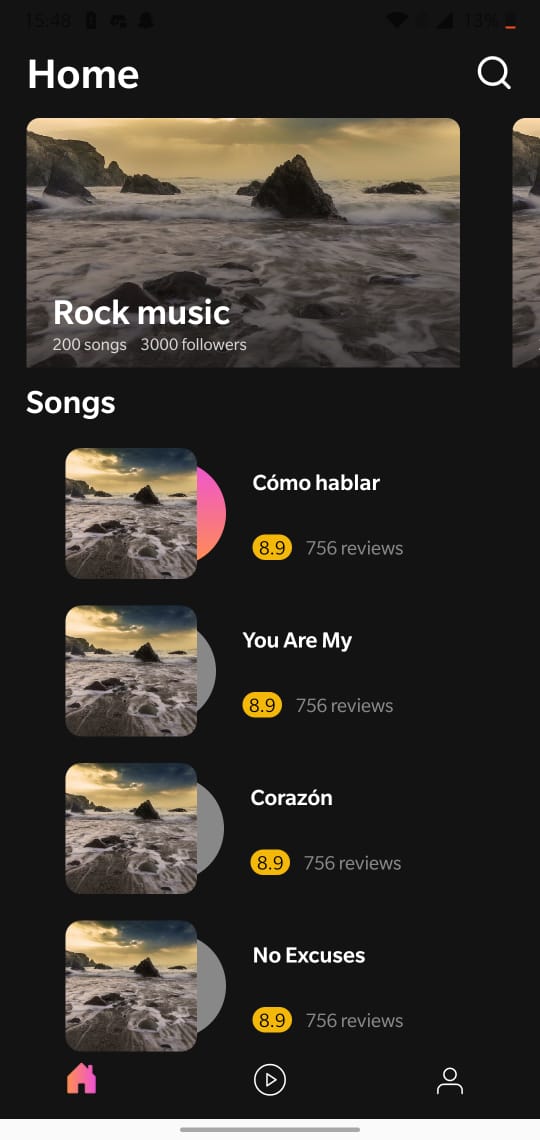 15:48 13%
Home
Rock music
200 songs 3000 followers
Songs
Cómo hablar
8.9 756 reviews
You Are My
8.9 756 reviews
Corazón
8.9 756 reviews
No Excuses
8.9 756 reviews